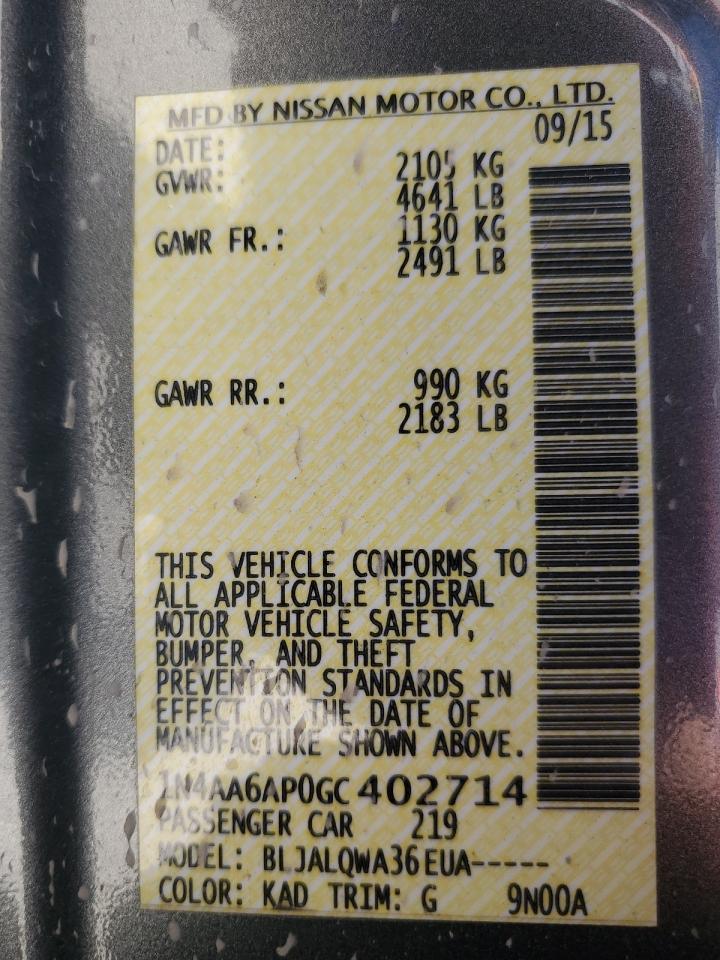 MFD BY NISSAN MOTOR CO., LTD.
DATE: 09/15
GVWR: 2105 KG
4641 LB
GAWR FR.: 1130 KG
2491 LB
GAWR RR.: 990 KG
2183 LB
THIS VEHICLE CONFORMS TO
ALL APPLICABLE FEDERAL
MOTOR VEHICLE SAFETY,
BUMPER, AND THEFT
PREVENTION STANDARDS IN
EFFECT ON THE DATE OF
MANUFACTURE SHOWN ABOVE.
1N4AA6AP0GC402714
PASSENGER CAR 219
MODEL: BLJALQWA36EUA-----
COLOR: KAD TRIM: G 9N00A